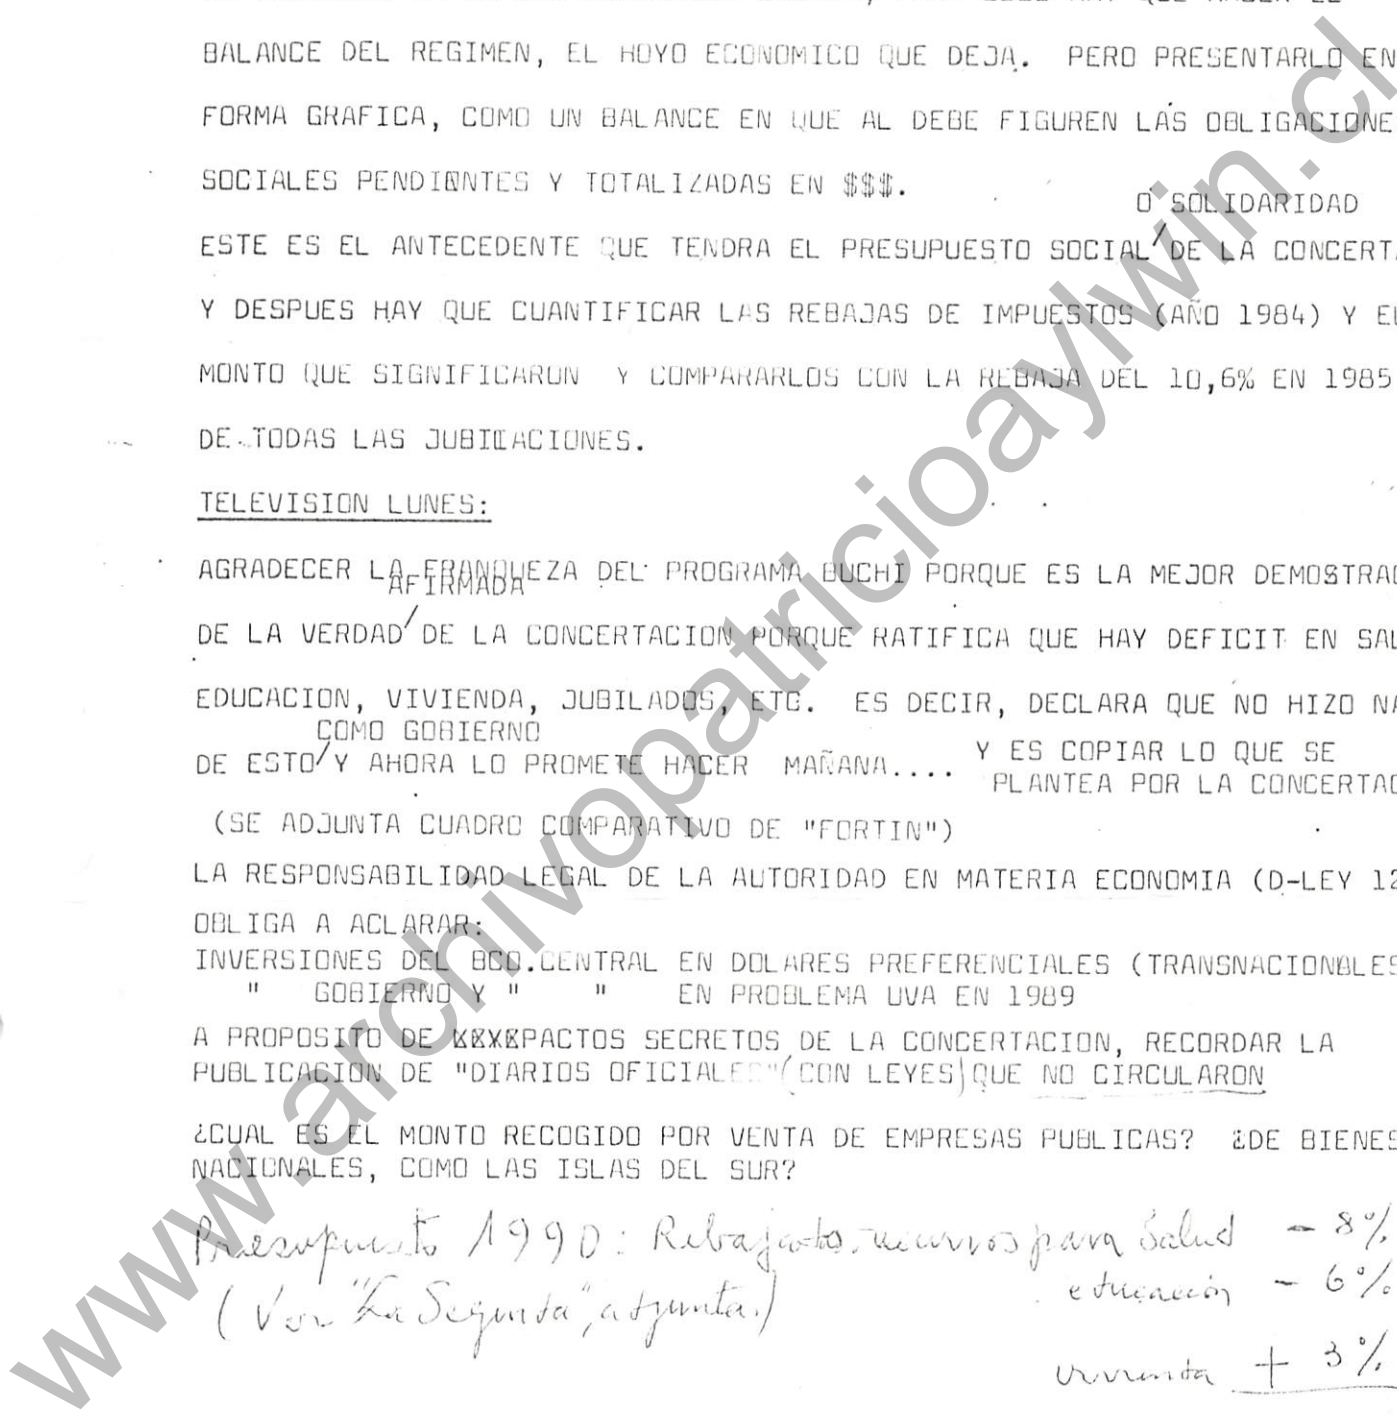 BALANCE DEL REGIMEN, EL HOYO ECONOMICO QUE DEJA. PERO PRESENTARLO EN
FORMA GRAFICA, COMO UN BALANCE EN QUE AL DEBE FIGUREN LAS OBLIGACIONE
SOCIALES PENDIENTES Y TOTALIZADAS EN $$$.
O SOLIDARIDAD
ESTE ES EL ANTECEDENTE QUE TENDRA EL PRESUPUESTO SOCIAL/DE LA CONCERTA
Y DESPUES HAY QUE CUANTIFICAR LAS REBAJAS DE IMPUESTOS (AÑO 1984) Y EL
MONTO QUE SIGNIFICARON Y COMPARARLOS CON LA REBAJA DEL 10,6% EN 1985
DE TODAS LAS JUBILACIONES.
TELEVISION LUNES:
AGRADECER LA FRANQUEZA DEL PROGRAMA BUCHI PORQUE ES LA MEJOR DEMOSTRAC
AFIRMADA
DE LA VERDAD/DE LA CONCERTACION PORQUE RATIFICA QUE HAY DEFICIT EN SAL
EDUCACION, VIVIENDA, JUBILADOS, ETC. ES DECIR, DECLARA QUE NO HIZO NA
COMO GOBIERNO
DE ESTO/Y AHORA LO PROMETE HACER MAÑANA.... Y ES COPIAR LO QUE SE
PLANTEA POR LA CONCERTAC
(SE ADJUNTA CUADRO COMPARATIVO DE "FORTIN")
LA RESPONSABILIDAD LEGAL DE LA AUTORIDAD EN MATERIA ECONOMIA (D-LEY 12
OBLIGA A ACLARAR:
INVERSIONES DEL BCO.CENTRAL EN DOLARES PREFERENCIALES (TRANSNACIONALES
" GOBIERNO Y " " EN PROBLEMA UVA EN 1989
A PROPOSITO DE PACTOS SECRETOS DE LA CONCERTACION, RECORDAR LA
PUBLICACION DE "DIARIOS OFICIALES"(CON LEYES) QUE NO CIRCULARON
¿CUAL ES EL MONTO RECOGIDO POR VENTA DE EMPRESAS PUBLICAS? ¿DE BIENES
NACIONALES, COMO LAS ISLAS DEL SUR?
Presupuesto 1990: Rebaja recursos para Salud - 8%
educación - 6%
(Ver "La Segunda", adjunta.)
vivienda + 3%
www.archivopatricioaylwin.cl